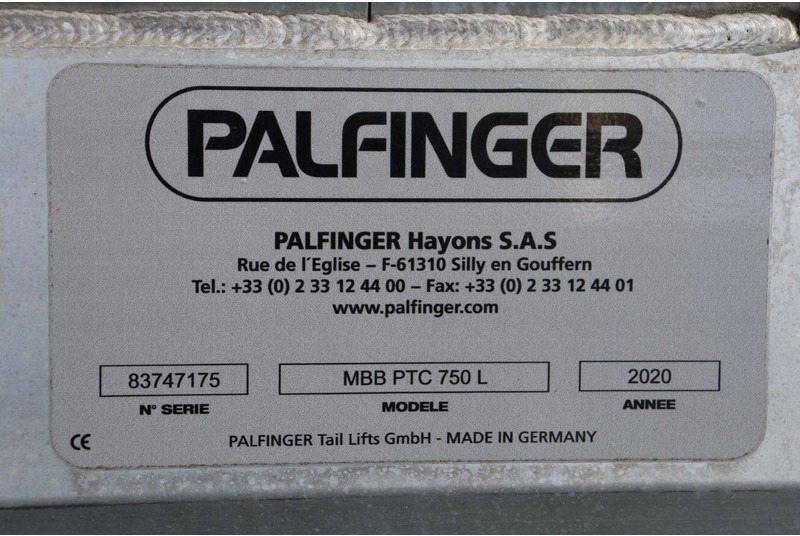 PALFINGER
PALFINGER Hayons S.A.S
Rue de l´Eglise – F-61310 Silly en Gouffern
Tel.: +33 (0) 2 33 12 44 00 – Fax: +33 (0) 2 33 12 44 01
www.palfinger.com
83747175 MBB PTC 750 L 2020
N° SERIE MODELE ANNEE
CE PALFINGER Tail Lifts GmbH - MADE IN GERMANY